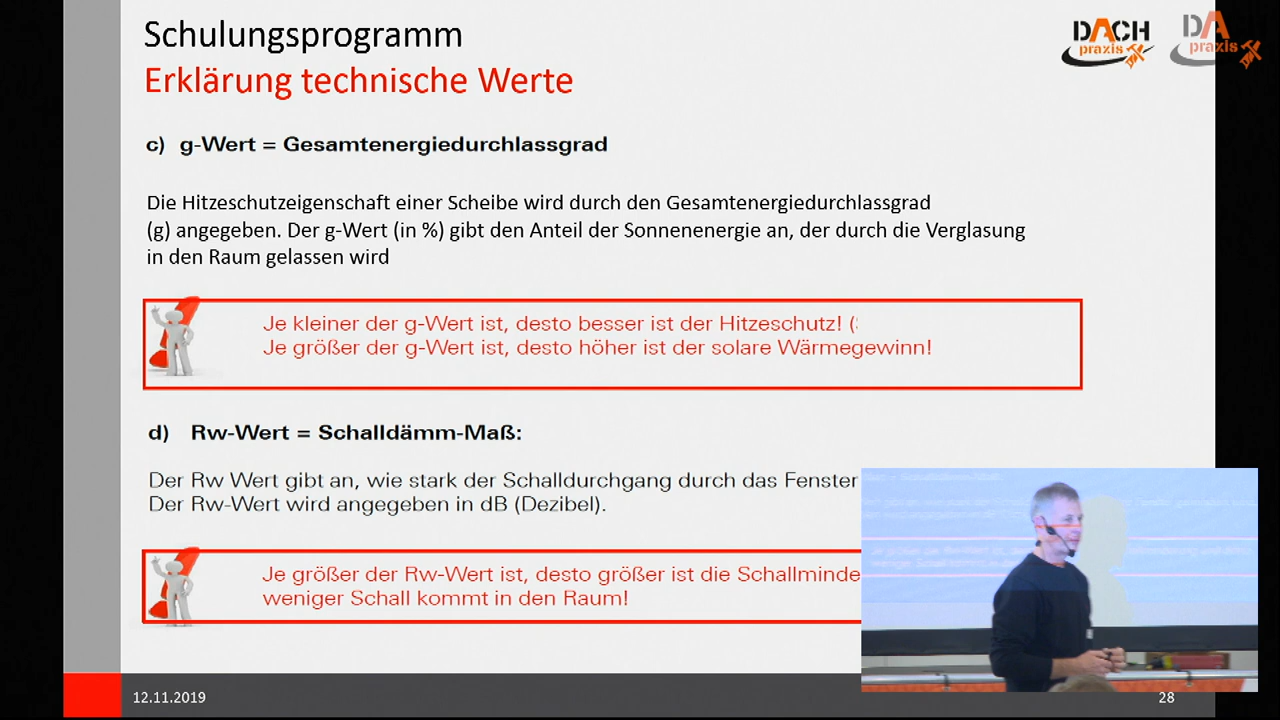 Schulungsprogramm
Erklärung technische Werte
DACH
praxis
DA
praxis
c) g-Wert = Gesamtenergiedurchlassgrad
Die Hitzeschutzeigenschaft einer Scheibe wird durch den Gesamtenergiedurchlassgrad
(g) angegeben. Der g-Wert (in %) gibt den Anteil der Sonnenenergie an, der durch die Verglasung
in den Raum gelassen wird
Je kleiner der g-Wert ist, desto besser ist der Hitzeschutz! (
Je größer der g-Wert ist, desto höher ist der solare Wärmegewinn!
d) Rw-Wert = Schalldämm-Maß:
Der Rw Wert gibt an, wie stark der Schalldurchgang durch das Fenster
Der Rw-Wert wird angegeben in dB (Dezibel).
Je größer der Rw-Wert ist, desto größer ist die Schallminde
weniger Schall kommt in den Raum!
12.11.2019
28